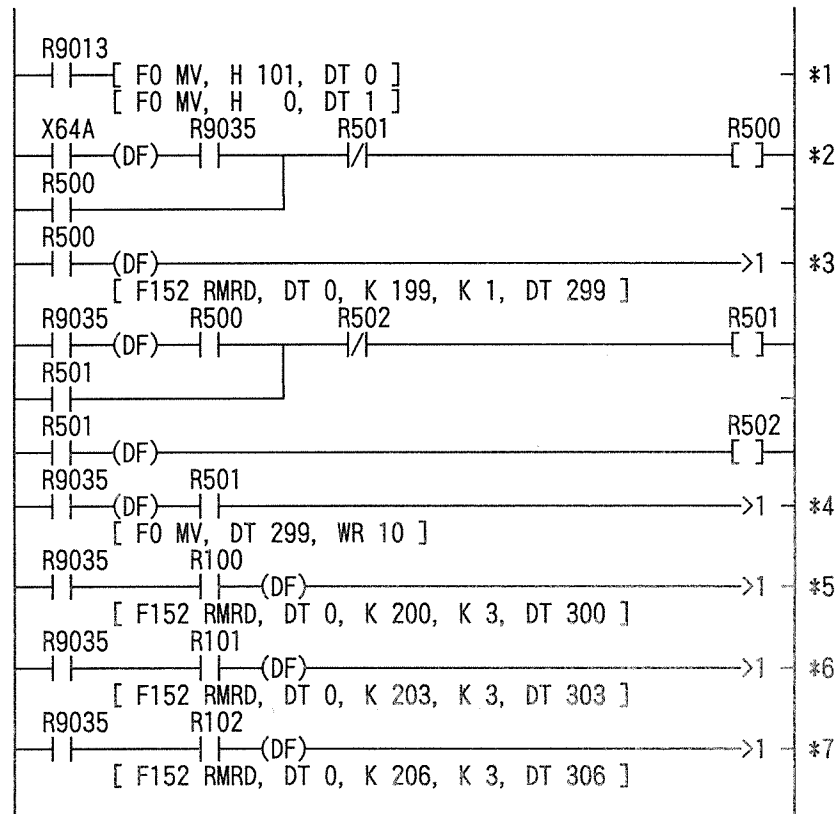 R9013
[ F0 MV, H 101, DT 0 ] *1
[ F0 MV, H 0, DT 1 ]
X64A R9035 R501 R500
(DF) [ ] *2
R500
R500
(DF) >1 *3
[ F152 RMRD, DT 0, K 199, K 1, DT 299 ]
R9035 R500 R502 R501
(DF) [ ]
R501
R501 R502
(DF) [ ]
R9035 R501
(DF) >1 *4
[ F0 MV, DT 299, WR 10 ]
R9035 R100
(DF) >1 *5
[ F152 RMRD, DT 0, K 200, K 3, DT 300 ]
R9035 R101
(DF) >1 *6
[ F152 RMRD, DT 0, K 203, K 3, DT 303 ]
R9035 R102
(DF) >1 *7
[ F152 RMRD, DT 0, K 206, K 3, DT 306 ]